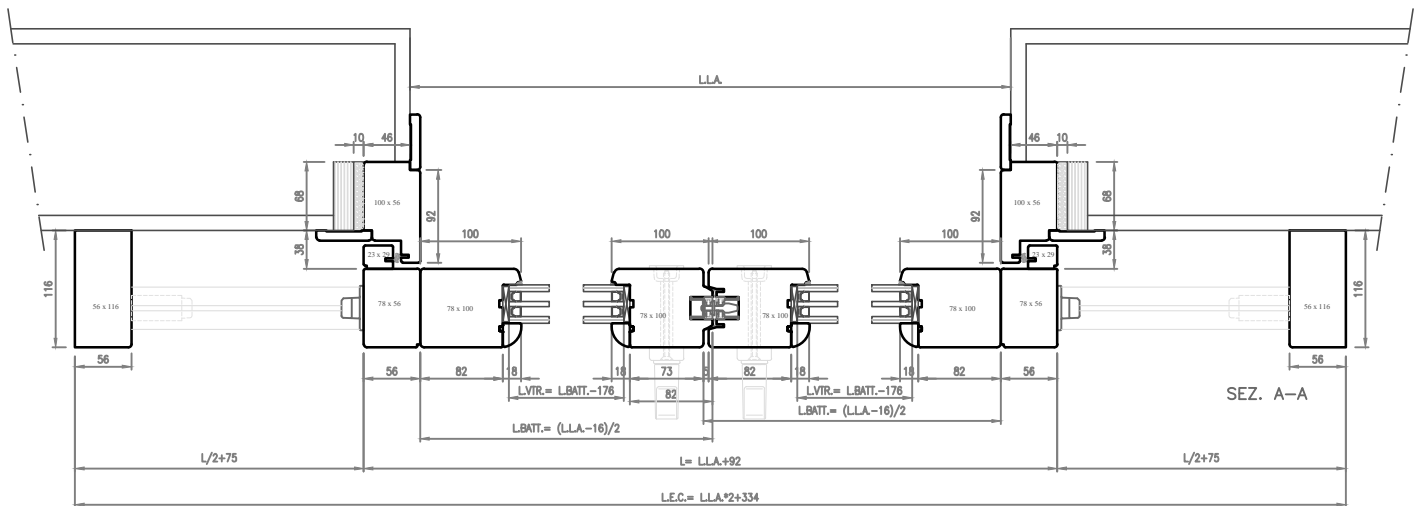 L.L.A.
10 46
46 10
68
68
100 x 56
100 x 56
92
92
38
100
100
100
100
38
116
23 x 29
23 x 29
116
56 x 116
78 x 56
78 x 100
78 x 100
78 x 100
78 x 100
78 x 56
56 x 116
56
56
82
18
18
73
5
82
18
18
82
56
56
L.VTR.= L.BATT.-176
82
L.VTR.= L.BATT.-176
SEZ. A-A
L.BATT.= (L.L.A.-16)/2
L.BATT.= (L.L.A.-16)/2
L/2+75
L= L.L.A.+92
L/2+75
L.E.C.= L.L.A.*2+334